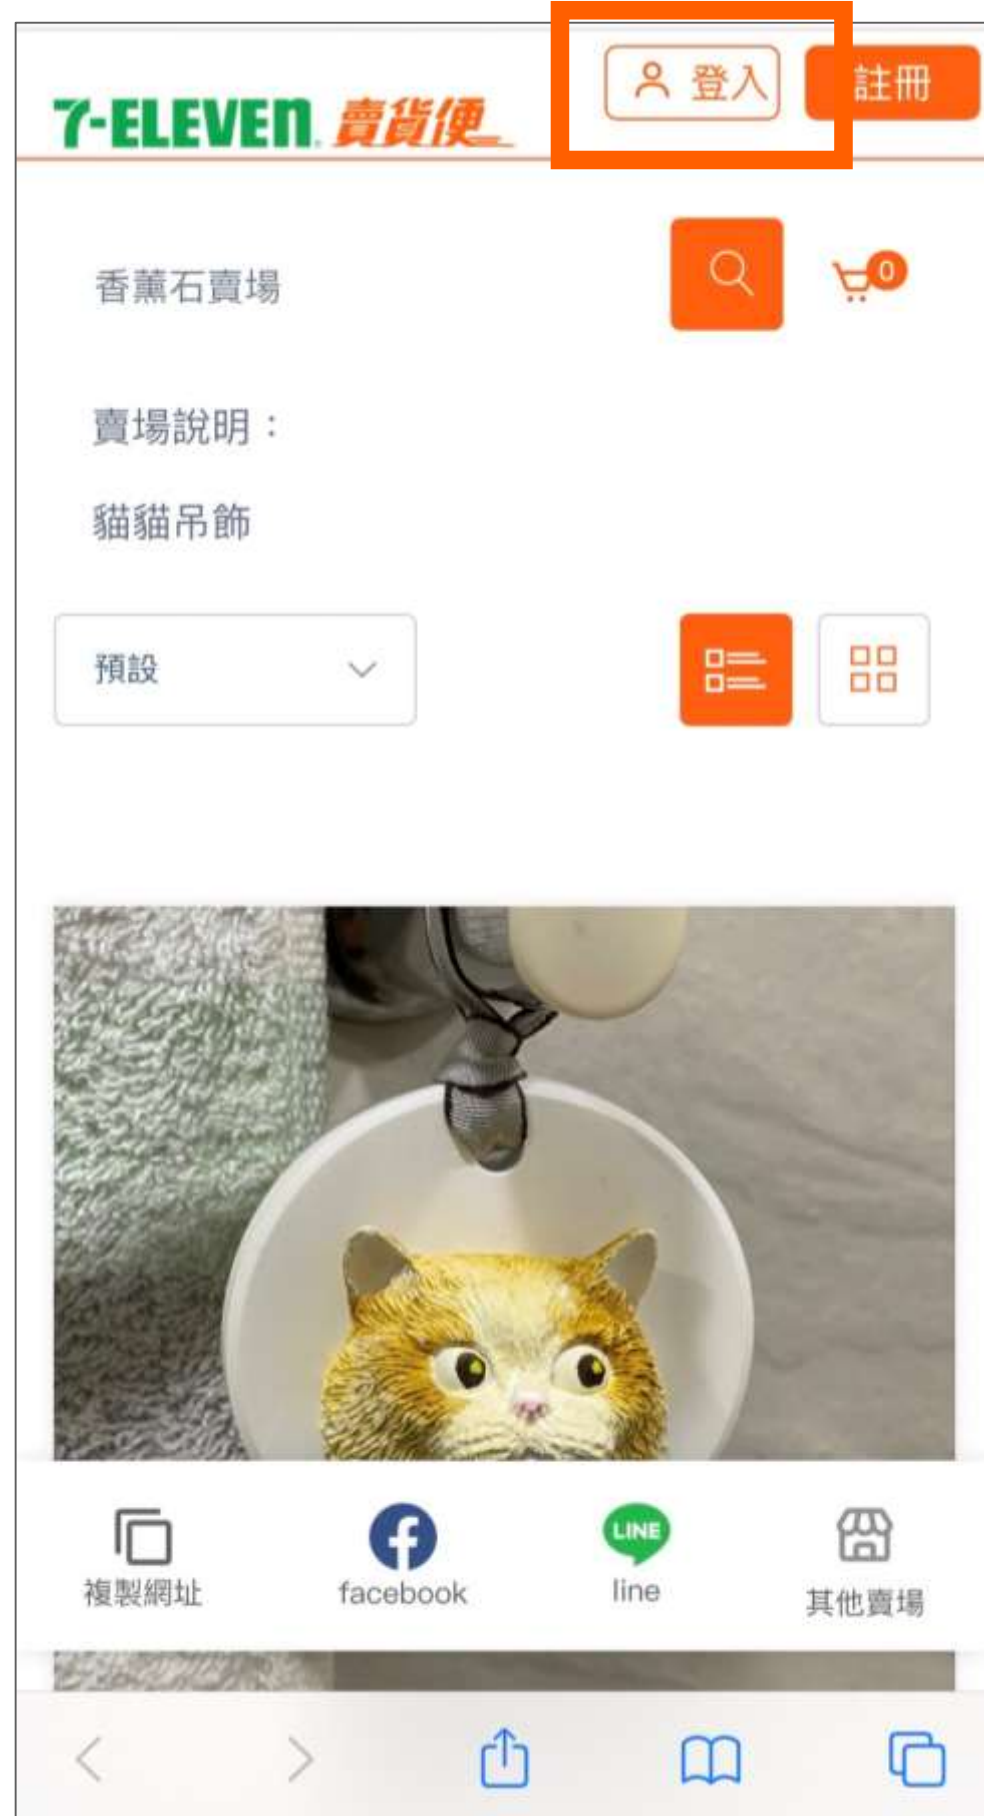 7-ELEVEN. 賣貨便
登入
註冊
香薰石賣場
0
賣場說明：
貓貓吊飾
預設
複製網址
facebook
LINE
line
其他賣場